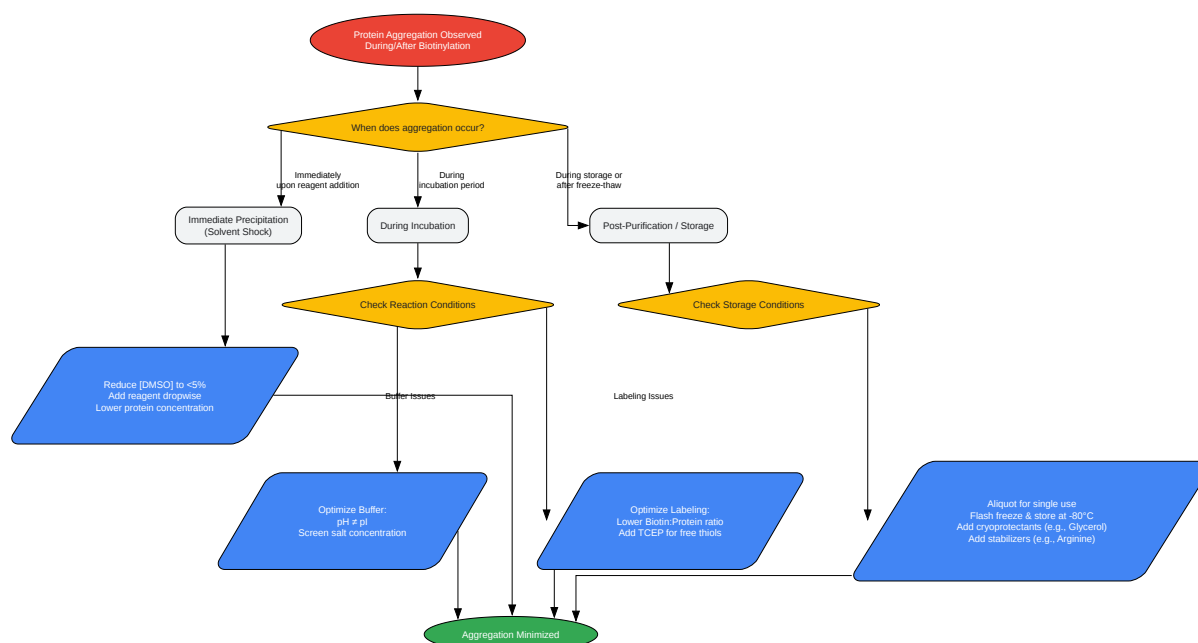 Protein Aggregation Observed
During/After Biotinylation
When does aggregation occur?
Immediately
upon reagent addition
During
incubation period
During storage or
after freeze-thaw
Immediate Precipitation
(Solvent Shock)
During Incubation
Post-Purification / Storage
Check Reaction Conditions
Check Storage Conditions
Reduce [DMSO] to <5%
Add reagent dropwise
Lower protein concentration
Buffer Issues
Labeling Issues
Optimize Buffer:
pH ≠ pI
Screen salt concentration
Optimize Labeling:
Lower Biotin:Protein ratio
Add TCEP for free thiols
Aliquot for single use
Flash freeze & store at -80°C
Add cryoprotectants (e.g., Glycerol)
Add stabilizers (e.g., Arginine)
Aggregation Minimized